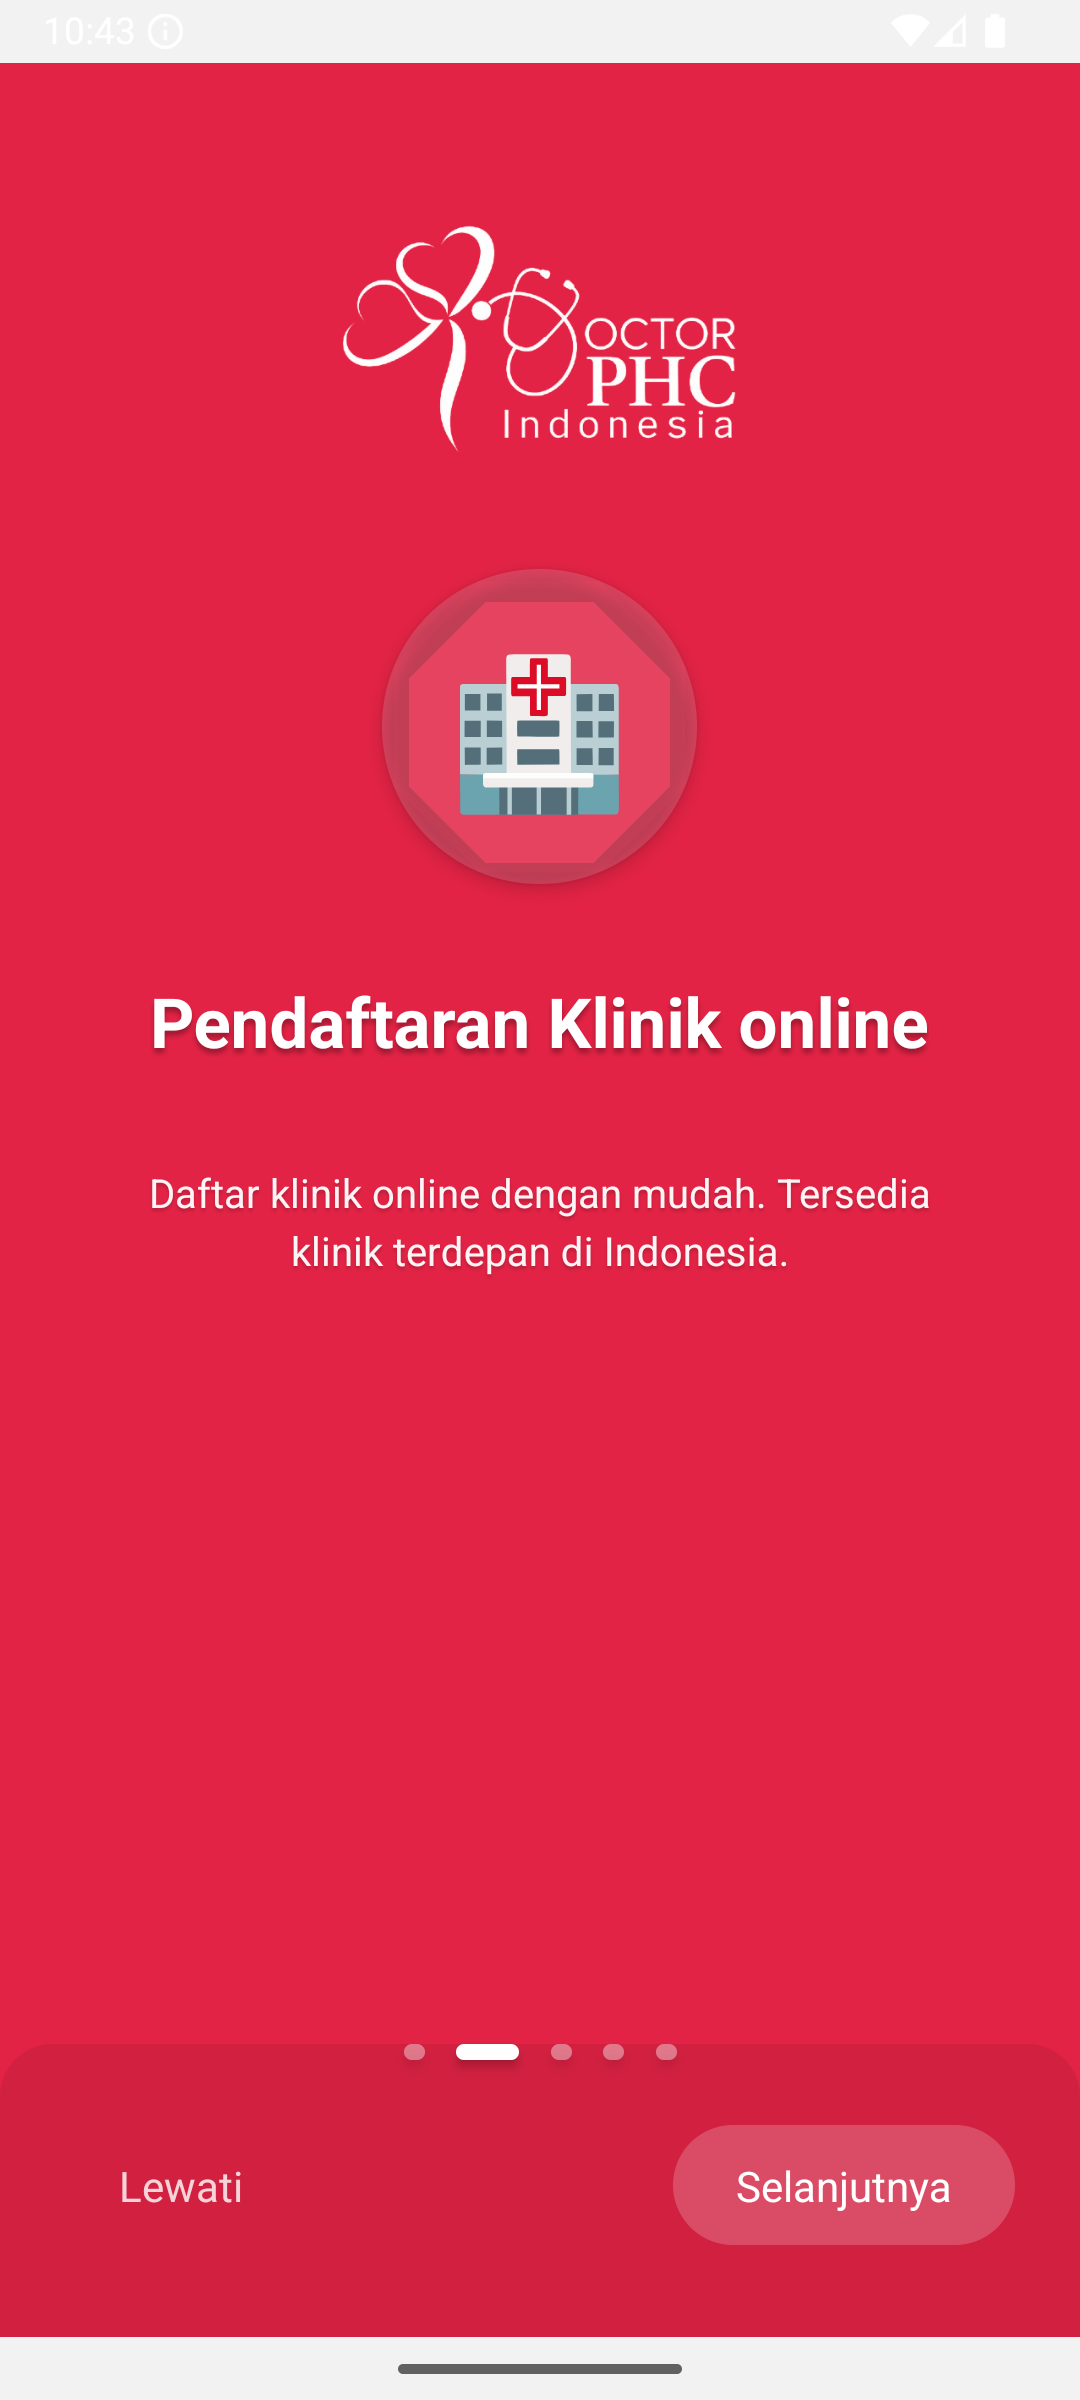 10:43
OCTOR
PHC
Indonesia
Pendaftaran Klinik online
Daftar klinik online dengan mudah. Tersedia
klinik terdepan di Indonesia.
Lewati
Selanjutnya